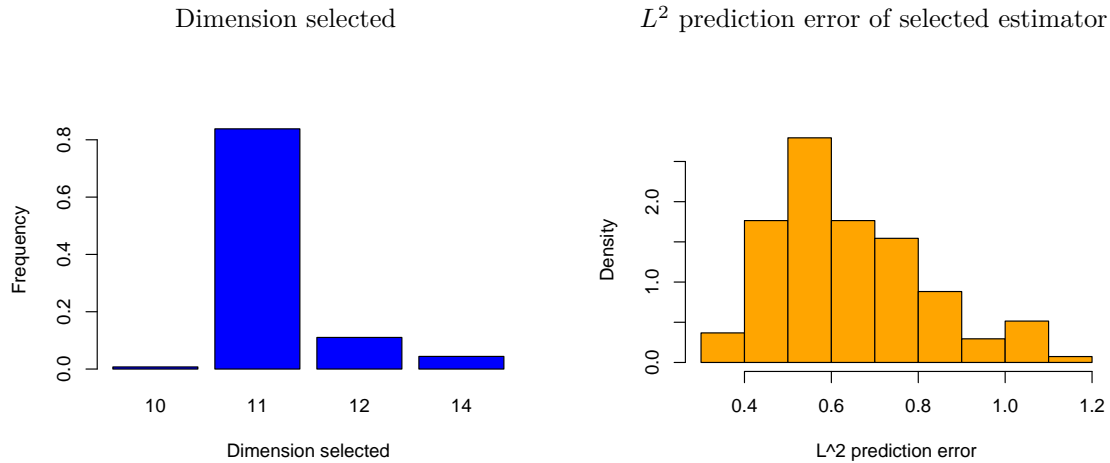 Dimension selected
L² prediction error of selected estimator
Frequency
0.0 0.2 0.4 0.6 0.8
10 11 12 14
Dimension selected
Density
0.0 1.0 2.0
0.4 0.6 0.8 1.0 1.2
L^2 prediction error